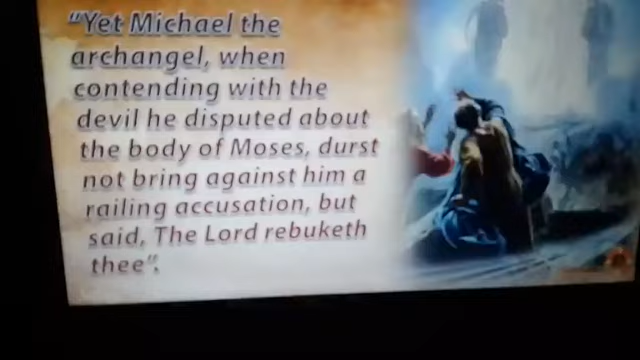 "Yet Michael the
archangel, when
contending with the
devil he disputed about
the body of Moses, durst
not bring against him a
railing accusation, but
said, The Lord rebuketh
thee".